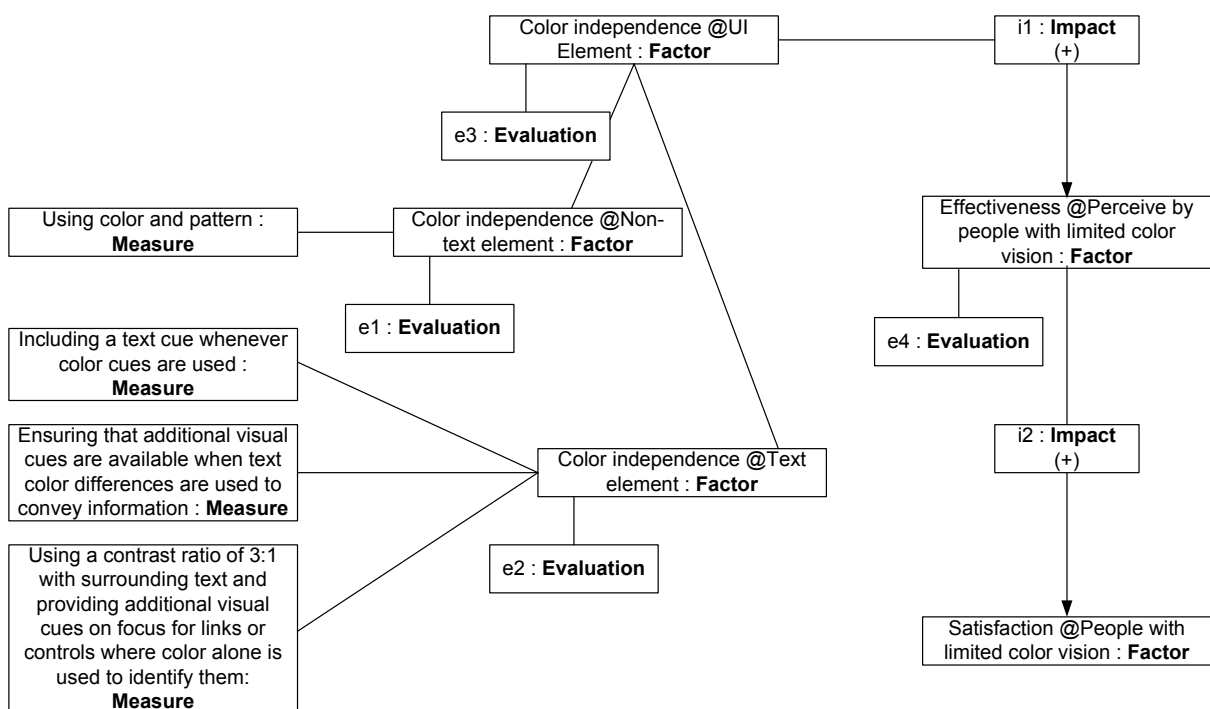 Color independence @UI
Element : Factor
i1 : Impact
(+)
e3 : Evaluation
Using color and pattern :
Measure
Color independence @Non-
text element : Factor
Effectiveness @Perceive by
people with limited color
vision : Factor
e1 : Evaluation
e4 : Evaluation
Including a text cue whenever
color cues are used :
Measure
Ensuring that additional visual
cues are available when text
color differences are used to
convey information : Measure
Color independence @Text
element : Factor
i2 : Impact
(+)
e2 : Evaluation
Using a contrast ratio of 3:1
with surrounding text and
providing additional visual
cues on focus for links or
controls where color alone is
used to identify them:
Measure
Satisfaction @People with
limited color vision : Factor